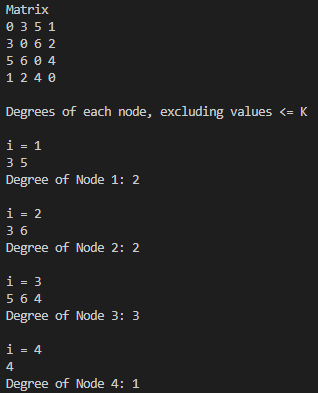 Matrix
0 3 5 1
3 0 6 2
5 6 0 4
1 2 4 0
Degrees of each node, excluding values <= K
i = 1
3 5
Degree of Node 1: 2
i = 2
3 6
Degree of Node 2: 2
i = 3
5 6 4
Degree of Node 3: 3
i = 4
4
Degree of Node 4: 1